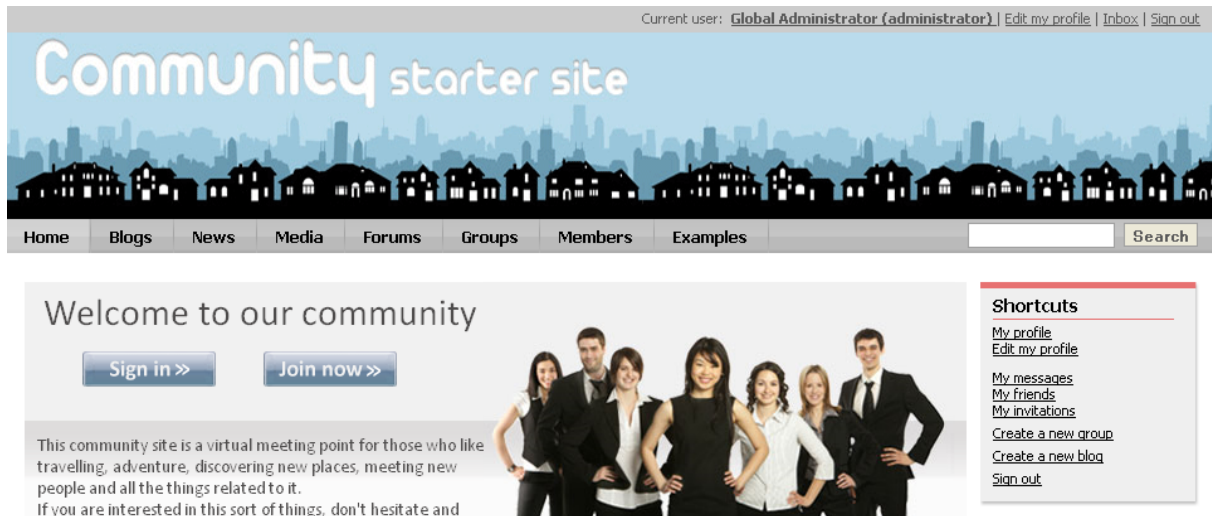 Current user: Global Administrator (administrator) | Edit my profile | Inbox | Sign out
Community starter site
Home Blogs News Media Forums Groups Members Examples Search
Welcome to our community
Sign in »
Join now »
This community site is a virtual meeting point for those who like
travelling, adventure, discovering new places, meeting new
people and all the things related to it.
If you are interested in this sort of things, don't hesitate and
Shortcuts
My profile
Edit my profile
My messages
My friends
My invitations
Create a new group
Create a new blog
Sign out